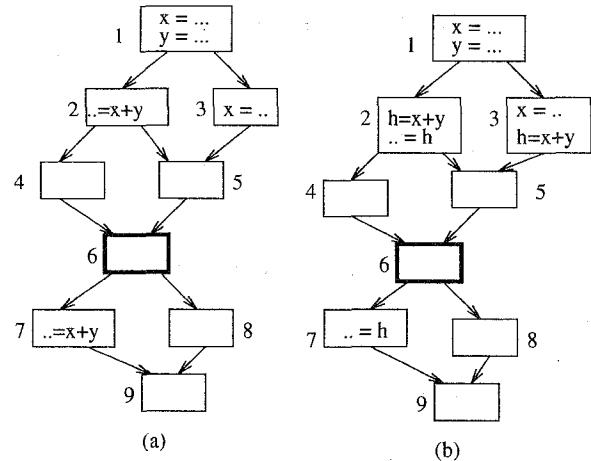 1
x = ...
y = ...
2
..=x+y
3
x = ..
4
5
6
7
..=x+y
8
9
(a)
1
x = ...
y = ...
2
h=x+y
.. = h
3
x = ..
h=x+y
4
5
6
7
.. = h
8
9
(b)